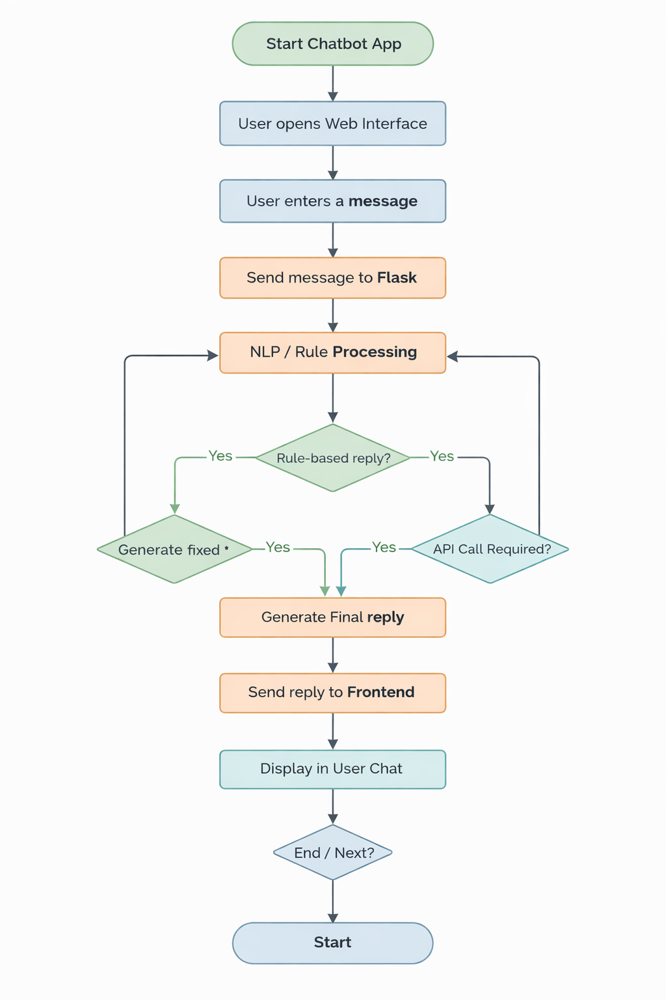 Start Chatbot App
User opens Web Interface
User enters a message
Send message to Flask
NLP / Rule Processing
Yes
Rule-based reply?
Yes
Generate fixed *
Yes
Yes
API Call Required?
Generate Final reply
Send reply to Frontend
Display in User Chat
End / Next?
Start